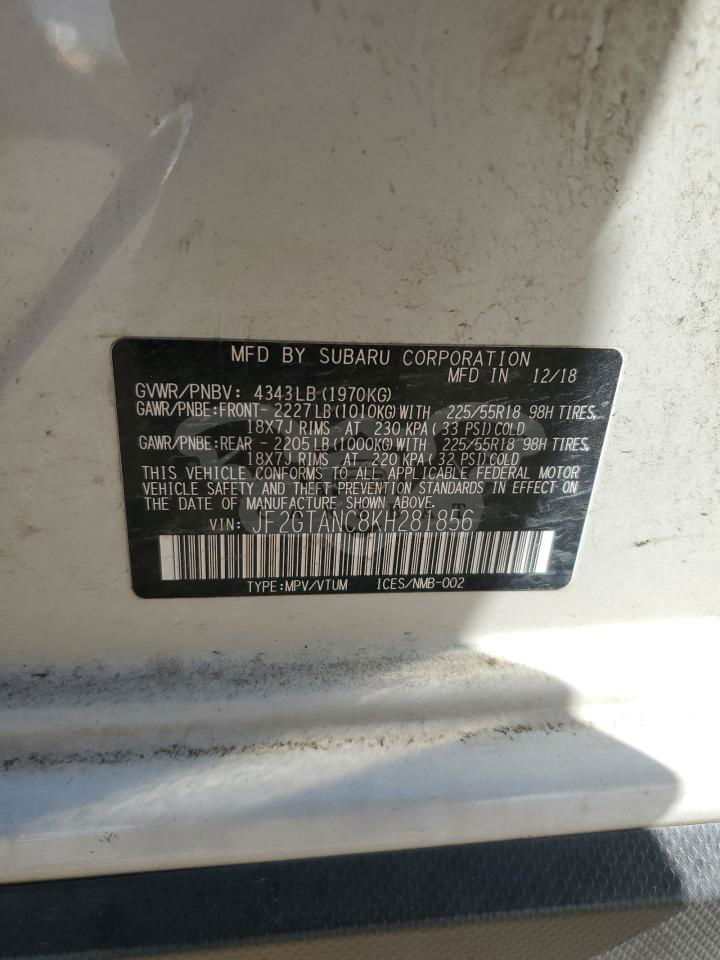 MFD BY SUBARU CORPORATION
MFD IN 12/18
GVWR/PNBV: 4343LB(1970KG)
GAWR/PNBE:FRONT- 2227LB(1010KG)WITH 225/55R18 98H TIRES,
18X7J RIMS AT 230 KPA( 33 PSI)COLD
GAWR/PNBE:REAR - 2205LB(1000KG)WITH 225/55R18 98H TIRES,
18X7J RIMS AT 220 KPA( 32 PSI)COLD
THIS VEHICLE CONFORMS TO ALL APPLICABLE FEDERAL MOTOR
VEHICLE SAFETY AND THEFT PREVENTION STANDARDS IN EFFECT ON
THE DATE OF MANUFACTURE SHOWN ABOVE.
VIN: JF2GTANC8KH281856
TYPE:MPV/VTUM ICES/NMB-002